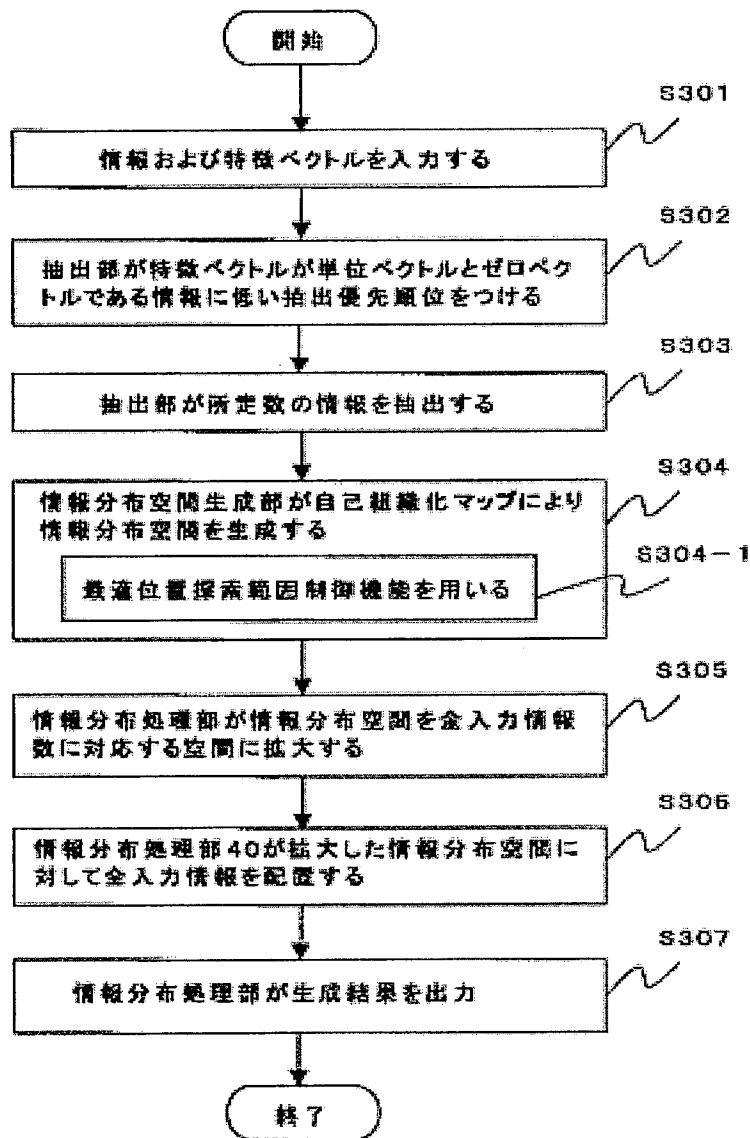 開始
S301
情報および特徴ベクトルを入力する
S302
抽出部が特徴ベクトルが単位ベクトルとゼロベク
トルである情報に低い抽出優先順位をつける
S303
抽出部が所定数の情報を抽出する
S304
情報分布空間生成部が自己組織化マップにより
情報分布空間を生成する
S304-1
最適位置探索範囲制御機能を用いる
S305
情報分布処理部が情報分布空間を全入力情報
数に対応する空間に拡大する
S306
情報分布処理部40が拡大した情報分布空間に
対して全入力情報を配置する
S307
情報分布処理部が生成結果を出力
終了